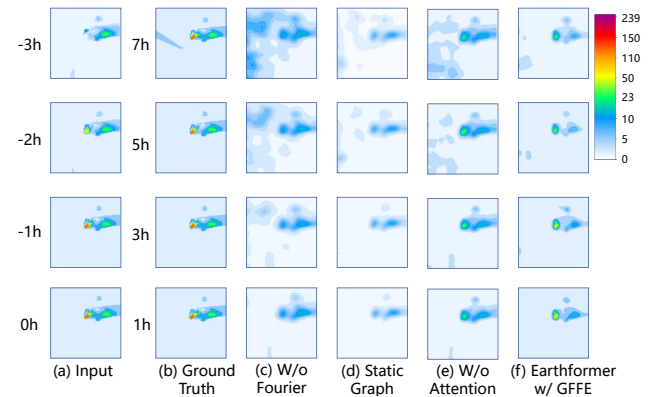 -3h
7h
-2h
5h
-1h
3h
0h
1h
239
150
110
50
23
10
5
0
(a) Input
(b) Ground
Truth
(c) W/o
Fourier
(d) Static
Graph
(e) W/o
Attention
(f) Earthformer
w/ GFFE